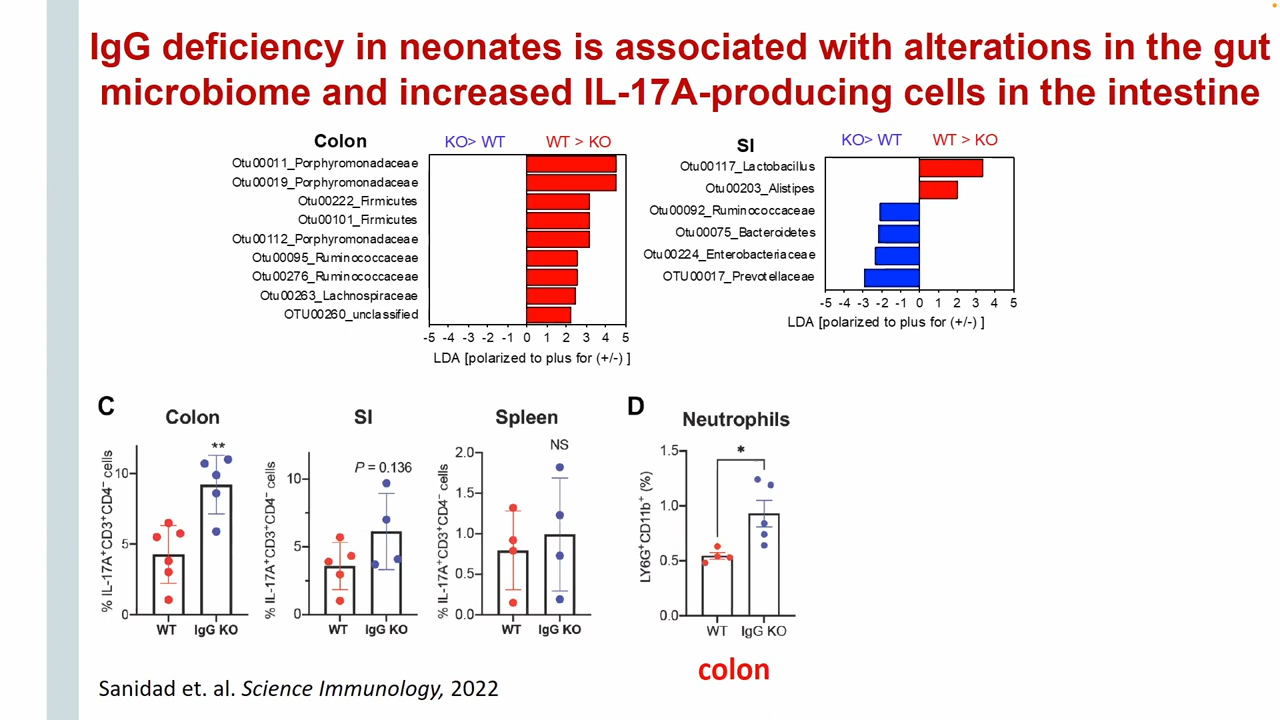 IgG deficiency in neonates is associated with alterations in the gut
microbiome and increased IL-17A-producing cells in the intestine
Colon
KO> WT
WT > KO
Otu00011_Porphyromonadaceae
Otu00019_Porphyromonadaceae
Otu00222_Firmicutes
Otu00101_Firmicutes
Otu00112_Porphyromonadaceae
Otu00095_Ruminococcaceae
Otu00276_Ruminococcaceae
Otu00263_Lachnospiraceae
OTU00260_unclassified
-5 -4 -3 -2 -1 0 1 2 3 4 5
LDA [polarized to plus for (+/-) ]
SI
KO> WT
WT > KO
Otu00117_Lactobacillus
Otu00203_Alistipes
Otu00092_Ruminococcaceae
Otu00075_Bacteroidetes
Otu00224_Enterobacteriaceae
OTU00017_Prevotellaceae
-5 -4 -3 -2 -1 0 1 2 3 4 5
LDA [polarized to plus for (+/-) ]
C
Colon
% IL-17A⁺CD3⁺CD4⁻ cells
10
5
0
**
WT IgG KO
SI
% IL-17A⁺CD3⁺CD4⁻ cells
10
5
0
P = 0.136
WT IgG KO
Spleen
% IL-17A⁺CD3⁺CD4⁻ cells
2.0
1.5
1.0
0.5
0.0
NS
WT IgG KO
D
Neutrophils
LY6G⁺CD11b⁺ (%)
1.5
1.0
0.5
0.0
*
WT IgG KO
colon
Sanidad et. al. Science Immunology, 2022